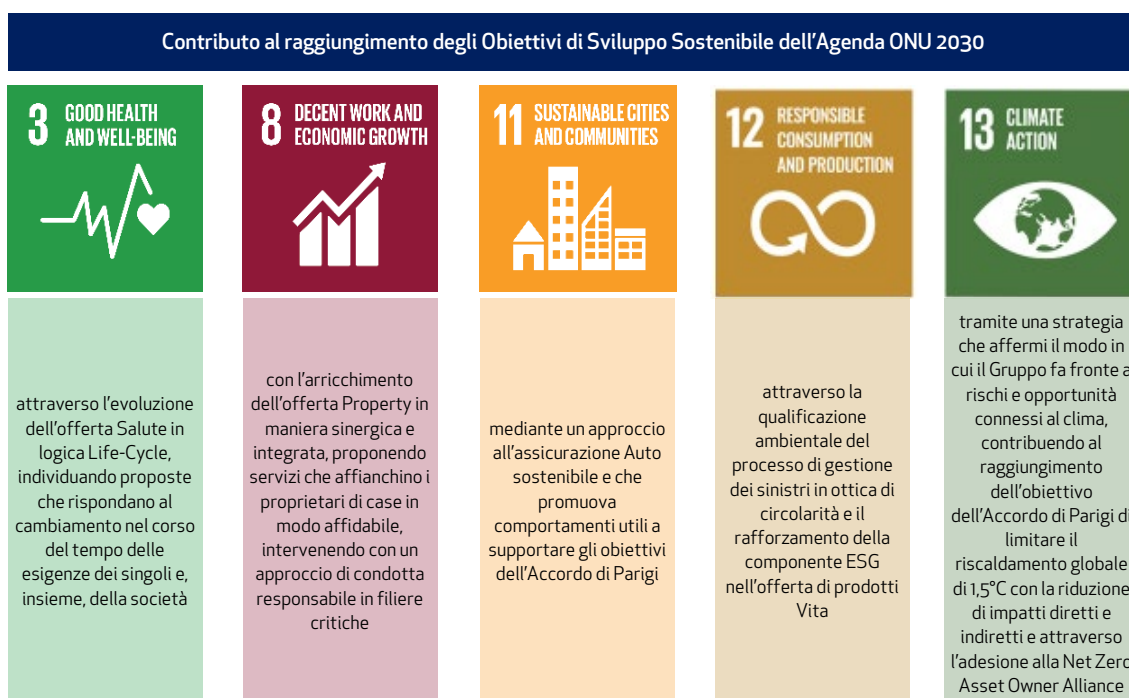 Contributo al raggiungimento degli Obiettivi di Sviluppo Sostenibile dell'Agenda ONU 2030
3 GOOD HEALTH
AND WELL-BEING
attraverso l'evoluzione
dell'offerta Salute in
logica Life-Cycle,
individuando proposte
che rispondano al
cambiamento nel corso
del tempo delle
esigenze dei singoli e,
insieme, della società
8 DECENT WORK AND
ECONOMIC GROWTH
con l'arricchimento
dell'offerta Property in
maniera sinergica e
integrata, proponendo
servizi che affianchino i
proprietari di case in
modo affidabile,
intervenendo con un
approccio di condotta
responsabile in filiere
critiche
11 SUSTAINABLE CITIES
AND COMMUNITIES
mediante un approccio
all'assicurazione Auto
sostenibile e che
promuova
comportamenti utili a
supportare gli obiettivi
dell'Accordo di Parigi
12 RESPONSIBLE
CONSUMPTION
AND PRODUCTION
attraverso la
qualificazione
ambientale del
processo di gestione
dei sinistri in ottica di
circolarità e il
rafforzamento della
componente ESG
nell'offerta di prodotti
Vita
13 CLIMATE
ACTION
tramite una strategia
che affermi il modo in
cui il Gruppo fa fronte a
rischi e opportunità
connessi al clima,
contribuendo al
raggiungimento
dell'obiettivo
dell'Accordo di Parigi di
limitare il
riscaldamento globale
di 1,5°C con la riduzione
di impatti diretti e
indiretti e attraverso
l'adesione alla Net Zero
Asset Owner Alliance